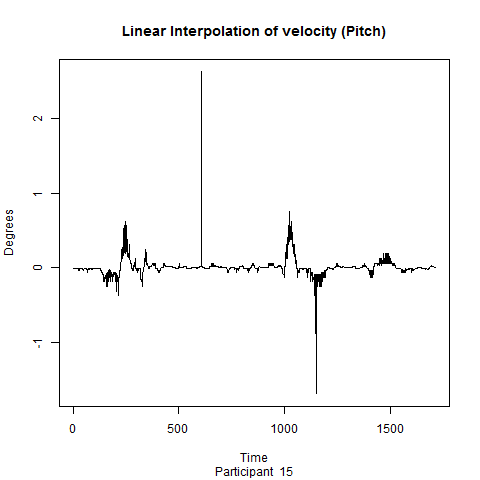 Linear Interpolation of velocity (Pitch)
Degrees
2
1
0
-1
0 500 1000 1500
Time
Participant 15